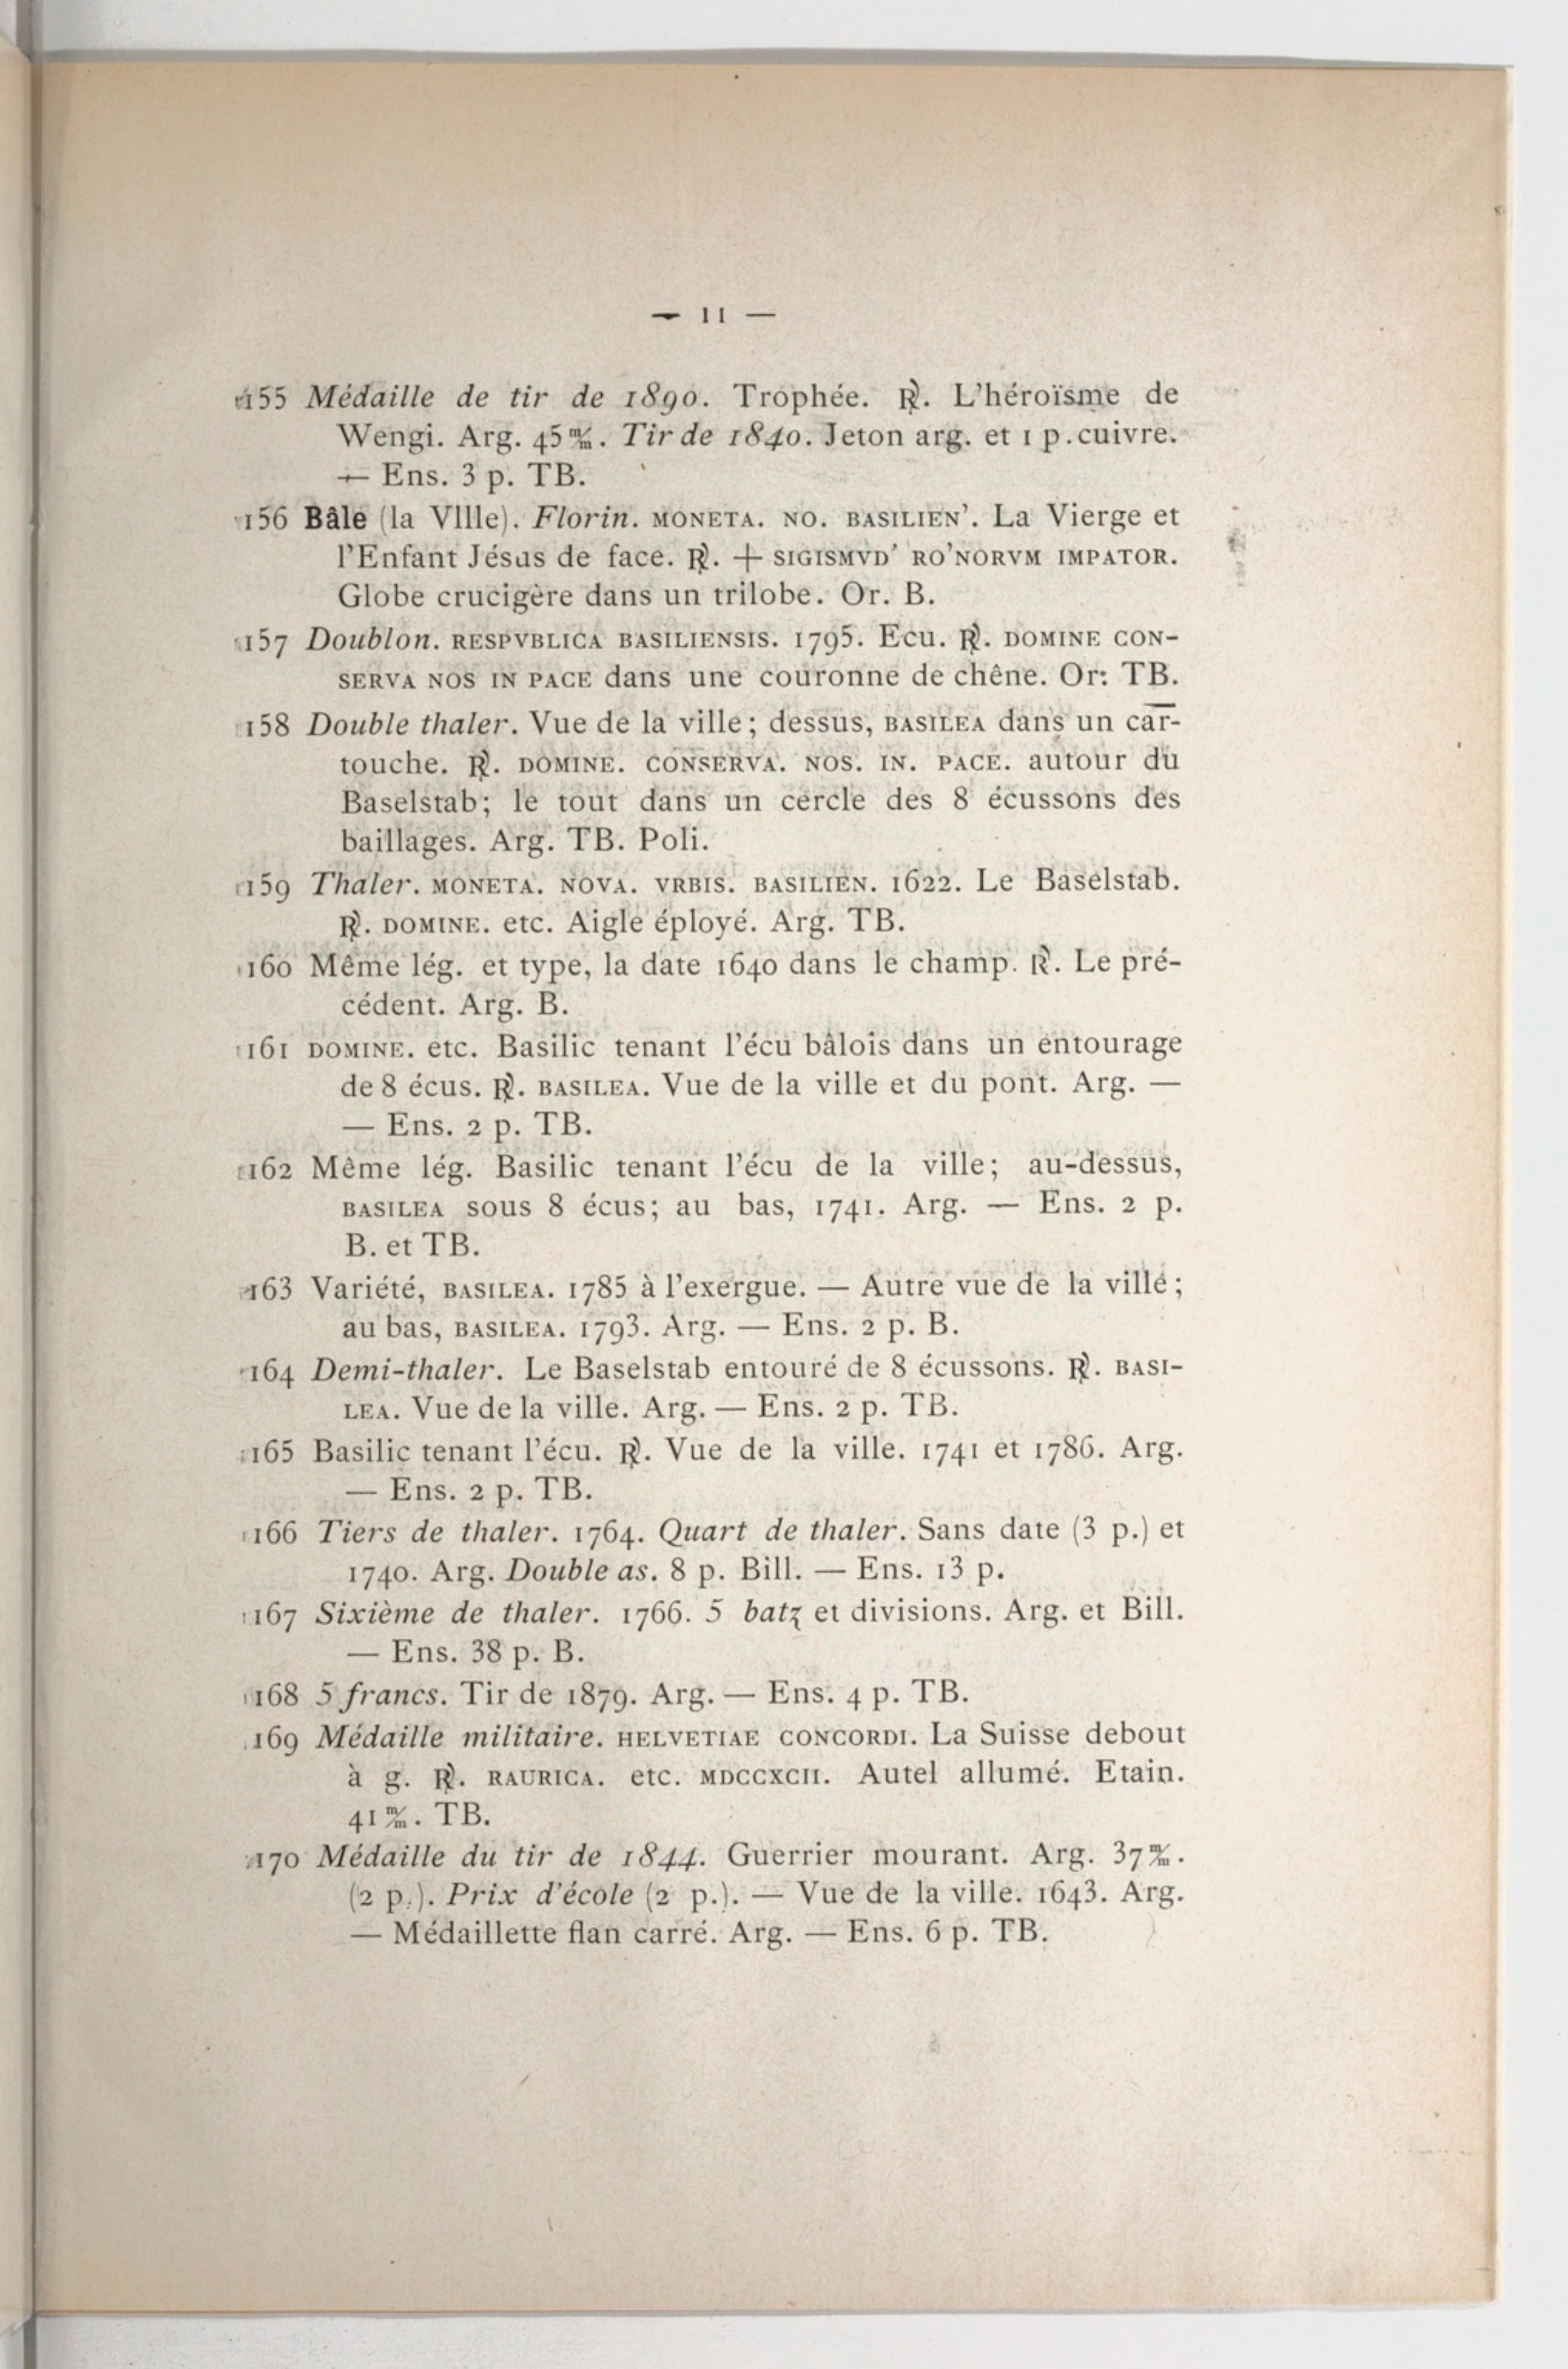 — 11 —
155 Médaille de tir de 1890. Trophée. ℟. L'héroïsme de
Wengi. Arg. 45 m/m. Tir de 1840. Jeton arg. et 1 p. cuivre.
— Ens. 3 p. TB.
156 Bâle (la VIlle). Florin. MONETA. NO. BASILIEN'. La Vierge et
l'Enfant Jésus de face. ℟. + SIGISMVD' RO'NORVM IMPATOR.
Globe crucigère dans un trilobe. Or. B.
157 Doublon. RESPVBLICA BASILIENSIS. 1795. Ecu. ℟. DOMINE CON-
SERVA NOS IN PACE dans une couronne de chêne. Or: TB.
158 Double thaler. Vue de la ville; dessus, BASILEA dans un car-
touche. ℟. DOMINE. CONSERVA. NOS. IN. PACE. autour du
Baselstab; le tout dans un cercle des 8 écussons des
baillages. Arg. TB. Poli.
159 Thaler. MONETA. NOVA. VRBIS. BASILIEN. 1622. Le Baselstab.
℟. DOMINE. etc. Aigle éployé. Arg. TB.
160 Même lég. et type, la date 1640 dans le champ. ℟. Le pré-
cédent. Arg. B.
161 DOMINE. etc. Basilic tenant l'écu bâlois dans un entourage
de 8 écus. ℟. BASILEA. Vue de la ville et du pont. Arg. —
— Ens. 2 p. TB.
162 Même lég. Basilic tenant l'écu de la ville; au-dessus,
BASILEA sous 8 écus; au bas, 1741. Arg. — Ens. 2 p.
B. et TB.
163 Variété, BASILEA. 1785 à l'exergue. — Autre vue de la ville;
au bas, BASILEA. 1793. Arg. — Ens. 2 p. B.
164 Demi-thaler. Le Baselstab entouré de 8 écussons. ℟. BASI-
LEA. Vue de la ville. Arg. — Ens. 2 p. TB.
165 Basilic tenant l'écu. ℟. Vue de la ville. 1741 et 1786. Arg.
— Ens. 2 p. TB.
166 Tiers de thaler. 1764. Quart de thaler. Sans date (3 p.) et
1740. Arg. Double as. 8 p. Bill. — Ens. 13 p.
167 Sixième de thaler. 1766. 5 batz et divisions. Arg. et Bill.
— Ens. 38 p. B.
168 5 francs. Tir de 1879. Arg. — Ens. 4 p. TB.
169 Médaille militaire. HELVETIAE CONCORDI. La Suisse debout
à g. ℟. RAURICA. etc. MDCCXCII. Autel allumé. Etain.
41 m/m. TB.
170 Médaille du tir de 1844. Guerrier mourant. Arg. 37 m/m.
(2 p.). Prix d'école (2 p.). — Vue de la ville. 1643. Arg.
— Médaillette flan carré. Arg. — Ens. 6 p. TB.